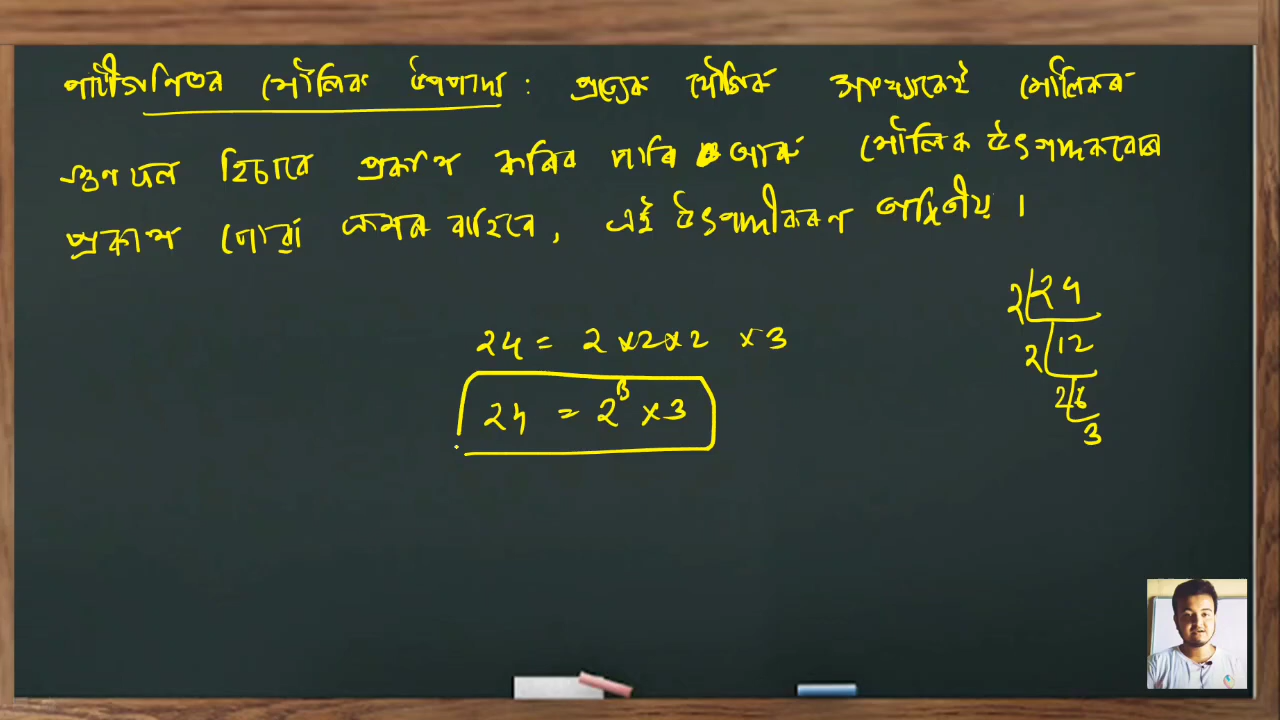 পাটীগণিতৰ মৌলিক উপপাদ্য : প্ৰত্যেক যৌগিক সংখ্যাকেই মৌলিকৰ
গুণফল হিচাবে প্ৰকাশ কৰিব পাৰি আৰু মৌলিক উৎপাদকবোৰ
প্ৰকাশ পোৱা ক্ৰমৰ বাহিৰে, এই উৎপাদকীকৰণ অদ্বিতীয় ।
24 = 2 ×2×2 ×3
24 = 2³ ×3
2 24
2 12
2 6
3